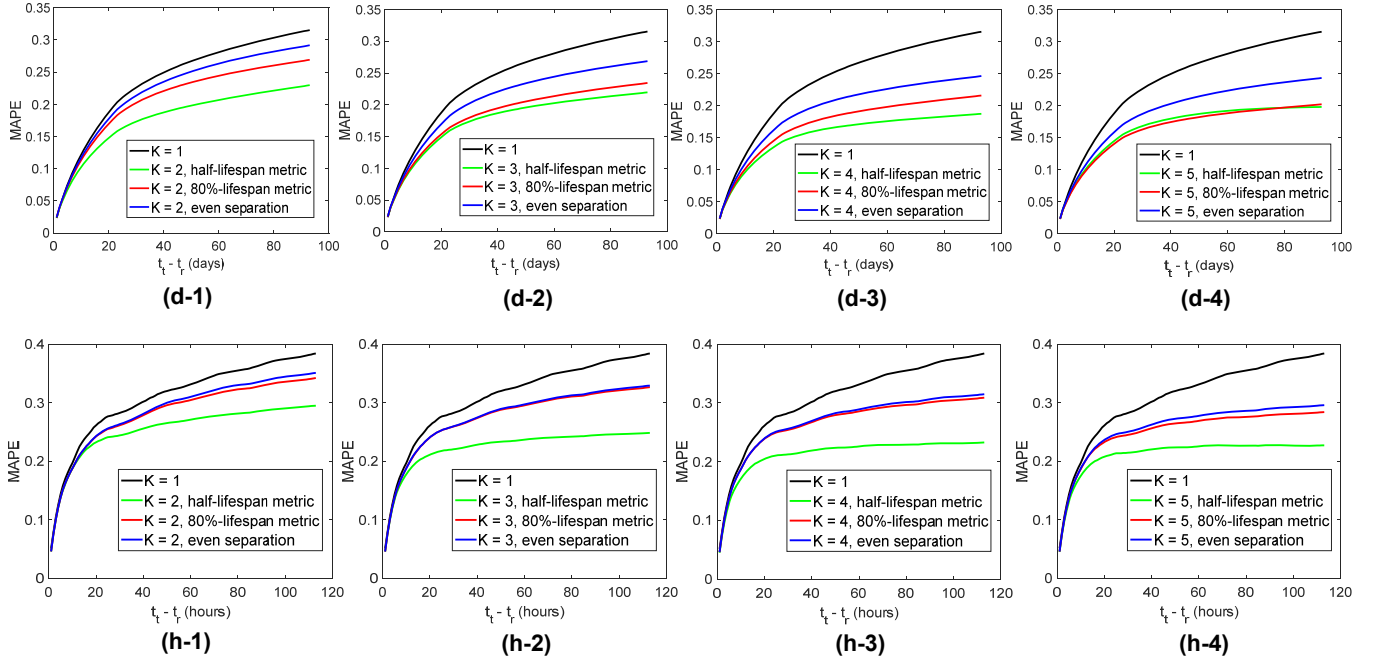 0.35
0.3
0.25
0.2
0.15
0.1
0.05
0
MAPE
K = 1
K = 2, half-lifespan metric
K = 2, 80%-lifespan metric
K = 2, even separation
0 20 40 60 80 100
t_t - t_r (days)
(d-1)
0.35
0.3
0.25
0.2
0.15
0.1
0.05
0
MAPE
K = 1
K = 3, half-lifespan metric
K = 3, 80%-lifespan metric
K = 3, even separation
0 20 40 60 80 100
t_t - t_r (days)
(d-2)
0.35
0.3
0.25
0.2
0.15
0.1
0.05
0
MAPE
K = 1
K = 4, half-lifespan metric
K = 4, 80%-lifespan metric
K = 4, even separation
0 20 40 60 80 100
t_t - t_r (days)
(d-3)
0.35
0.3
0.25
0.2
0.15
0.1
0.05
0
MAPE
K = 1
K = 5, half-lifespan metric
K = 5, 80%-lifespan metric
K = 5, even separation
0 20 40 60 80 100
t_t - t_r (days)
(d-4)
0.4
0.3
0.2
0.1
0
MAPE
K = 1
K = 2, half-lifespan metric
K = 2, 80%-lifespan metric
K = 2, even separation
0 20 40 60 80 100 120
t_t - t_r (hours)
(h-1)
0.4
0.3
0.2
0.1
0
MAPE
K = 1
K = 3, half-lifespan metric
K = 3, 80%-lifespan metric
K = 3, even separation
0 20 40 60 80 100 120
t_t - t_r (hours)
(h-2)
0.4
0.3
0.2
0.1
0
MAPE
K = 1
K = 4, half-lifespan metric
K = 4, 80%-lifespan metric
K = 4, even separation
0 20 40 60 80 100 120
t_t - t_r (hours)
(h-3)
0.4
0.3
0.2
0.1
0
MAPE
K = 1
K = 5, half-lifespan metric
K = 5, 80%-lifespan metric
K = 5, even separation
0 20 40 60 80 100 120
t_t - t_r (hours)
(h-4)